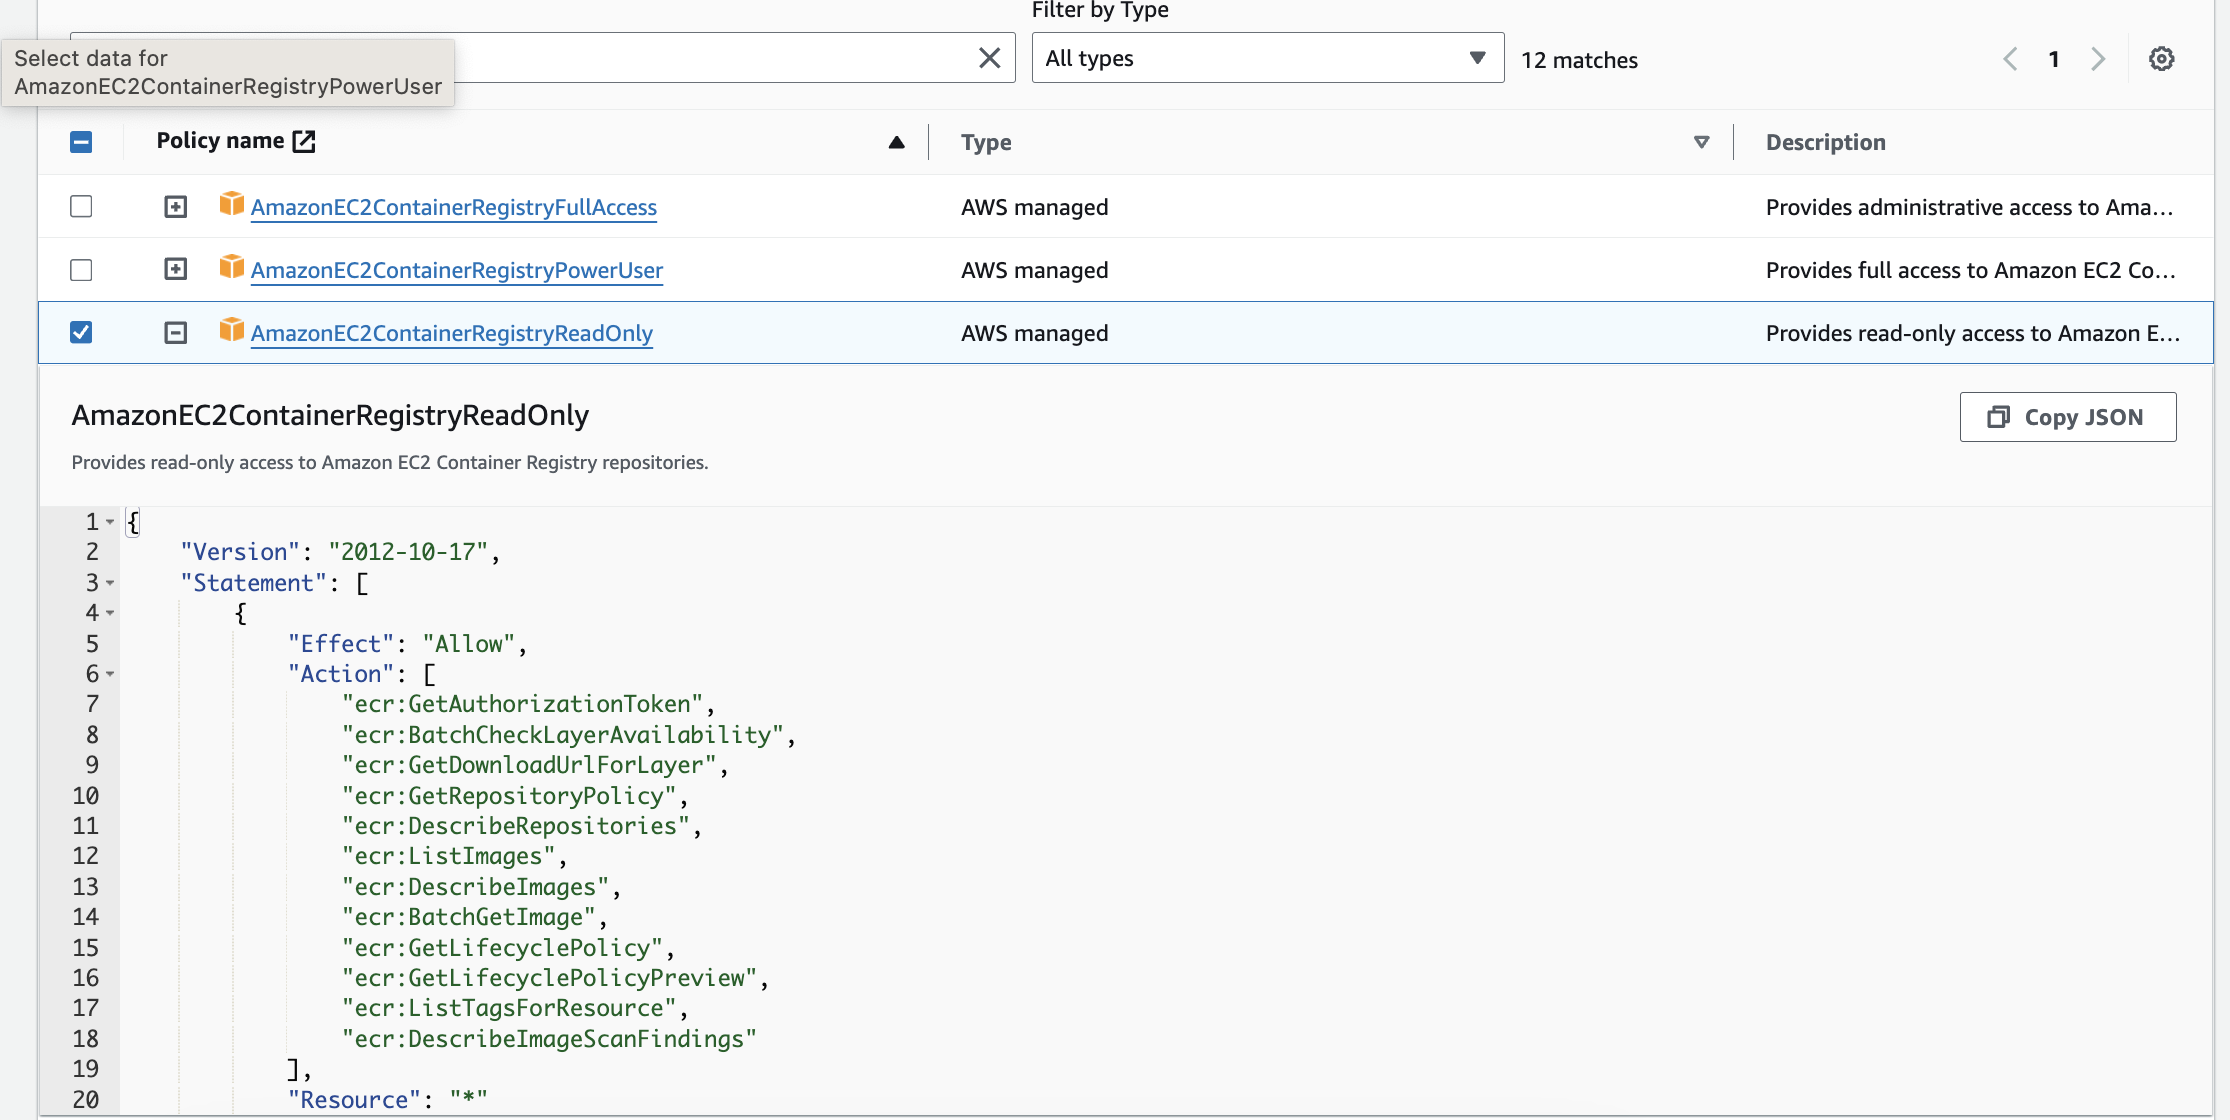 Filter by Type
Select data for
AmazonEC2ContainerRegistryPowerUser
All types
12 matches
1
Policy name
Type
Description
AmazonEC2ContainerRegistryFullAccess AWS managed Provides administrative access to Ama...
AmazonEC2ContainerRegistryPowerUser AWS managed Provides full access to Amazon EC2 Co...
AmazonEC2ContainerRegistryReadOnly AWS managed Provides read-only access to Amazon E...
AmazonEC2ContainerRegistryReadOnly
Copy JSON
Provides read-only access to Amazon EC2 Container Registry repositories.
1 {
2 "Version": "2012-10-17",
3 "Statement": [
4 {
5 "Effect": "Allow",
6 "Action": [
7 "ecr:GetAuthorizationToken",
8 "ecr:BatchCheckLayerAvailability",
9 "ecr:GetDownloadUrlForLayer",
10 "ecr:GetRepositoryPolicy",
11 "ecr:DescribeRepositories",
12 "ecr:ListImages",
13 "ecr:DescribeImages",
14 "ecr:BatchGetImage",
15 "ecr:GetLifecyclePolicy",
16 "ecr:GetLifecyclePolicyPreview",
17 "ecr:ListTagsForResource",
18 "ecr:DescribeImageScanFindings"
19 ],
20 "Resource": "*"